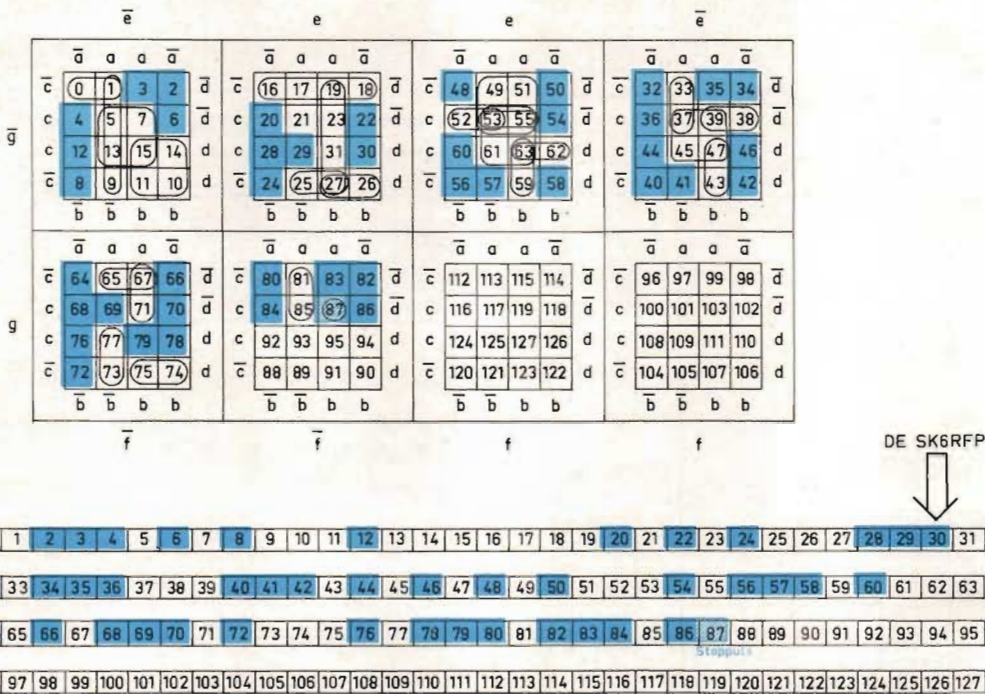 e̅ e e e̅
a̅ a a a̅ a̅ a a a̅ a̅ a a a̅ a̅ a a a̅
c̅ 0 1 3 2 d̅ c̅ 16 17 19 18 d̅ c̅ 48 49 51 50 d̅ c̅ 32 33 35 34 d̅
c 4 5 7 6 d̅ c 20 21 23 22 d̅ c 52 53 55 54 d̅ c 36 37 39 38 d̅
g̅
c 12 13 15 14 d c 28 29 31 30 d c 60 61 63 62 d c 44 45 47 46 d
c̅ 8 9 11 10 d c̅ 24 25 27 26 d c̅ 56 57 59 58 d c̅ 40 41 43 42 d
b̅ b̅ b b b̅ b̅ b b b̅ b̅ b b b̅ b̅ b b
a̅ a a a̅ a̅ a a a̅ a̅ a a a̅ a̅ a a a̅
c̅ 64 65 67 66 d̅ c̅ 80 81 83 82 d̅ c̅ 112 113 115 114 d̅ c̅ 96 97 99 98 d̅
c 68 69 71 70 d̅ c 84 85 87 86 d̅ c 116 117 119 118 d̅ c 100 101 103 102 d̅
g
c 76 77 79 78 d c 92 93 95 94 d c 124 125 127 126 d c 108 109 111 110 d
c̅ 72 73 75 74 d c̅ 88 89 91 90 d c̅ 120 121 123 122 d c̅ 104 105 107 106 d
b̅ b̅ b b b̅ b̅ b b b̅ b̅ b b b̅ b̅ b b
f̅ f̅ f f
DE SK6RFP
1 2 3 4 5 6 7 8 9 10 11 12 13 14 15 16 17 18 19 20 21 22 23 24 25 26 27 28 29 30 31
33 34 35 36 37 38 39 40 41 42 43 44 45 46 47 48 49 50 51 52 53 54 55 56 57 58 59 60 61 62 63
65 66 67 68 69 70 71 72 73 74 75 76 77 78 79 80 81 82 83 84 85 86 87 88 89 90 91 92 93 94 95
Stoppuls
97 98 99 100 101 102 103 104 105 106 107 108 109 110 111 112 113 114 115 116 117 118 119 120 121 122 123 124 125 126 127